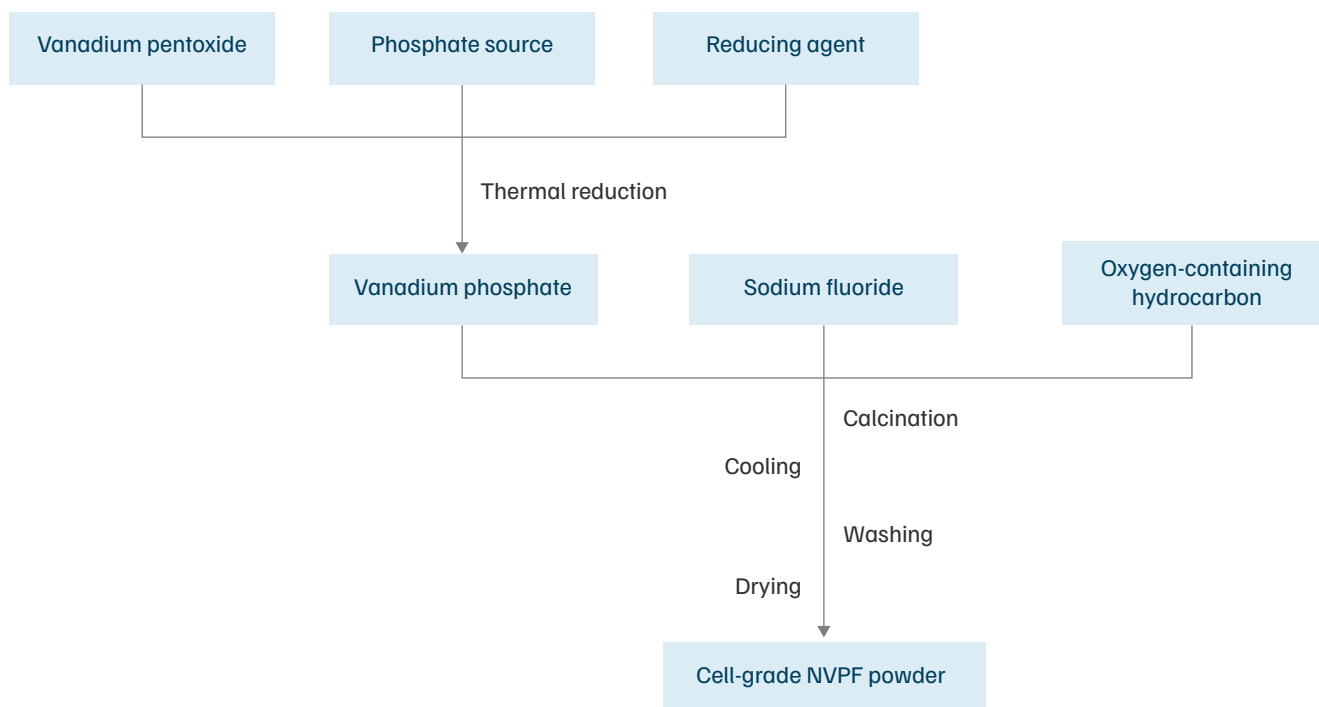 Vanadium pentoxide
Phosphate source
Reducing agent
Thermal reduction
Vanadium phosphate
Sodium fluoride
Oxygen-containing
hydrocarbon
Calcination
Cooling
Washing
Drying
Cell-grade NVPF powder